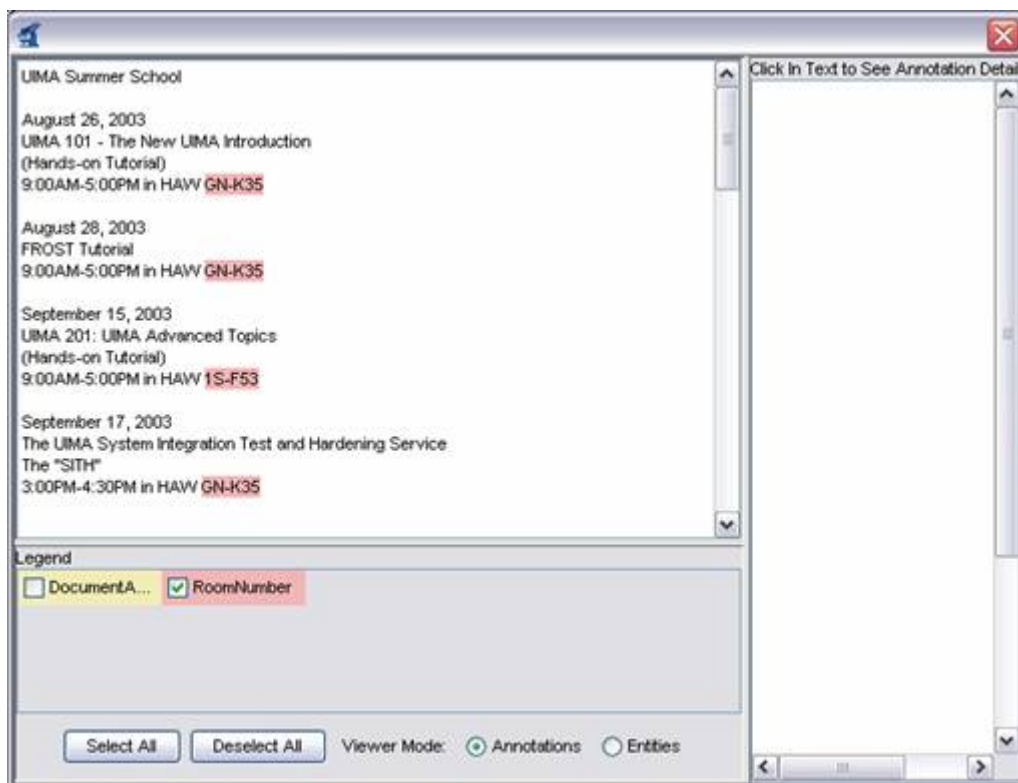 UIMA Summer School
August 26, 2003
UIMA 101 - The New UIMA Introduction
(Hands-on Tutorial)
9:00AM-5:00PM in HAW GN-K35
August 28, 2003
FROST Tutorial
9:00AM-5:00PM in HAW GN-K35
September 15, 2003
UIMA 201: UIMA Advanced Topics
(Hands-on Tutorial)
9:00AM-5:00PM in HAW 1S-F53
September 17, 2003
The UIMA System Integration Test and Hardening Service
The "SITH"
3:00PM-4:30PM in HAW GN-K35
Click In Text to See Annotation Detai
Legend
DocumentA... RoomNumber
Select All Deselect All Viewer Mode: Annotations Entities